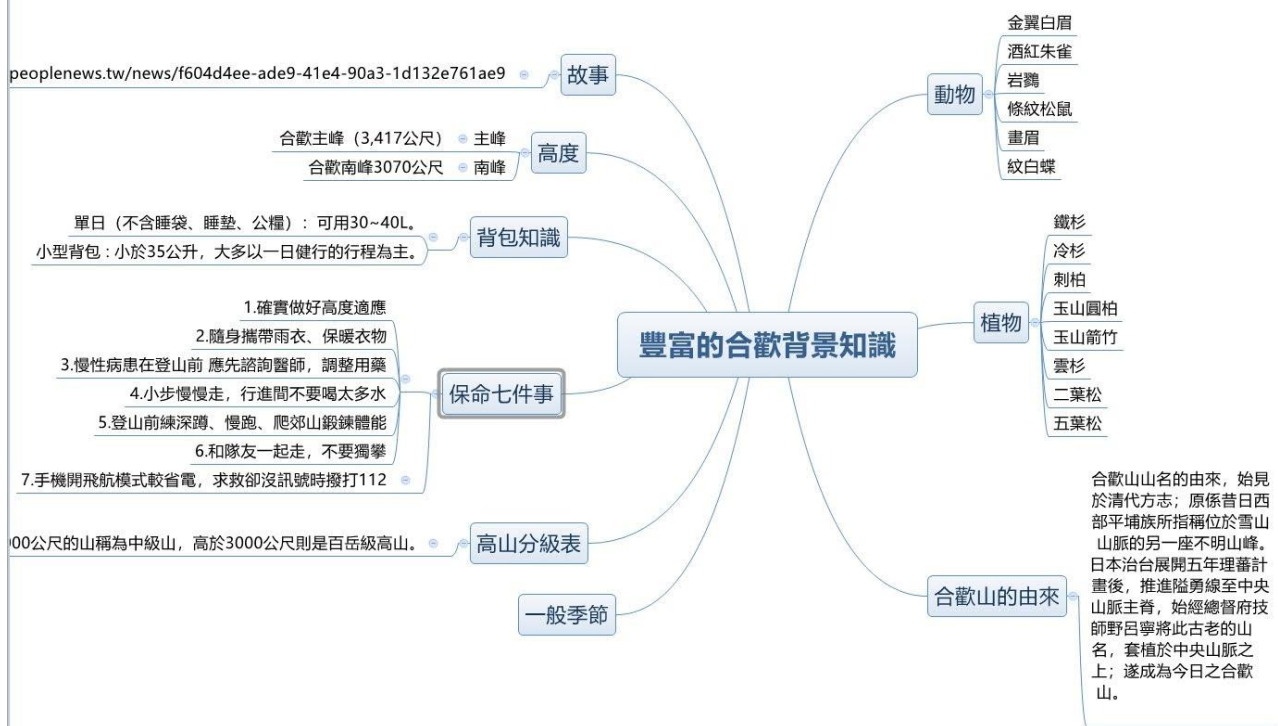 豐富的合歡背景知識
故事
peoplenews.tw/news/f604d4ee-ade9-41e4-90a3-1d132e761ae9
高度
主峰
合歡主峰（3,417公尺）
南峰
合歡南峰3070公尺
背包知識
單日（不含睡袋、睡墊、公糧）：可用30~40L。
小型背包：小於35公升，大多以一日健行的行程為主。
保命七件事
1.確實做好高度適應
2.隨身攜帶雨衣、保暖衣物
3.慢性病患在登山前 應先諮詢醫師，調整用藥
4.小步慢慢走，行進間不要喝太多水
5.登山前練深蹲、慢跑、爬郊山鍛鍊體能
6.和隊友一起走，不要獨攀
7.手機開飛航模式較省電，求救卻沒訊號時撥打112
高山分級表
00公尺的山稱為中級山，高於3000公尺則是百岳級高山。
一般季節
動物
金翼白眉
酒紅朱雀
岩鷚
條紋松鼠
畫眉
紋白蝶
植物
鐵杉
冷杉
刺柏
玉山圓柏
玉山箭竹
雲杉
二葉松
五葉松
合歡山的由來
合歡山山名的由來，始見
於清代方志；原係昔日西
部平埔族所指稱位於雪山
山脈的另一座不明山峰。
日本治台展開五年理蕃計
畫後，推進隘勇線至中央
山脈主脊，始經總督府技
師野呂寧將此古老的山
名，套植於中央山脈之
上；遂成為今日之合歡
山。